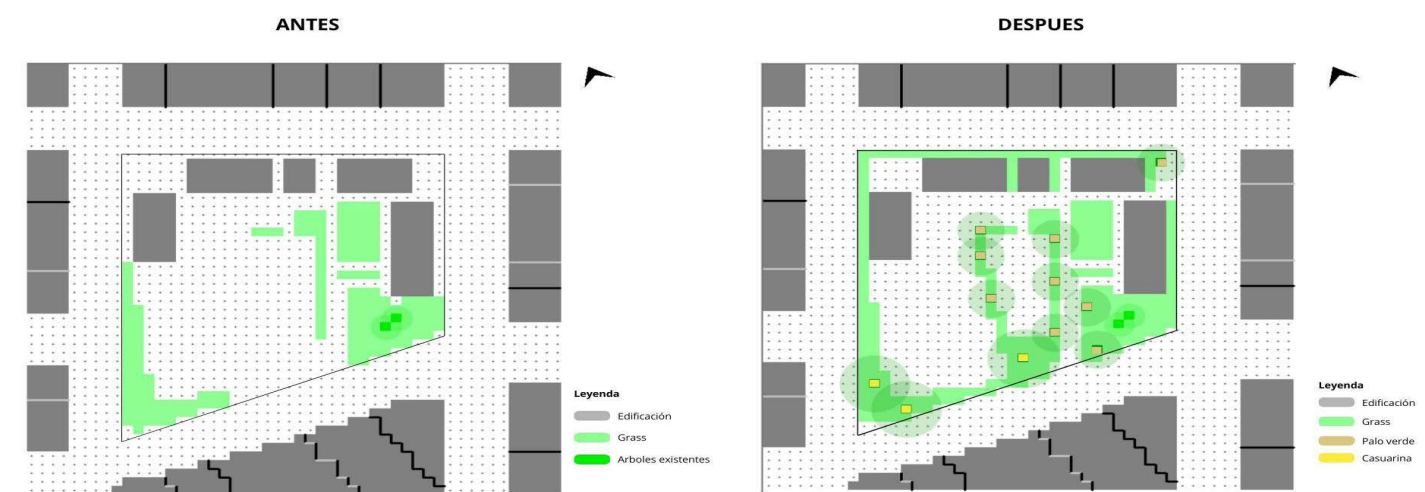 ANTES
DESPUES
Leyenda
Edificación
Grass
Arboles existentes
Leyenda
Edificación
Grass
Palo verde
Casuarina